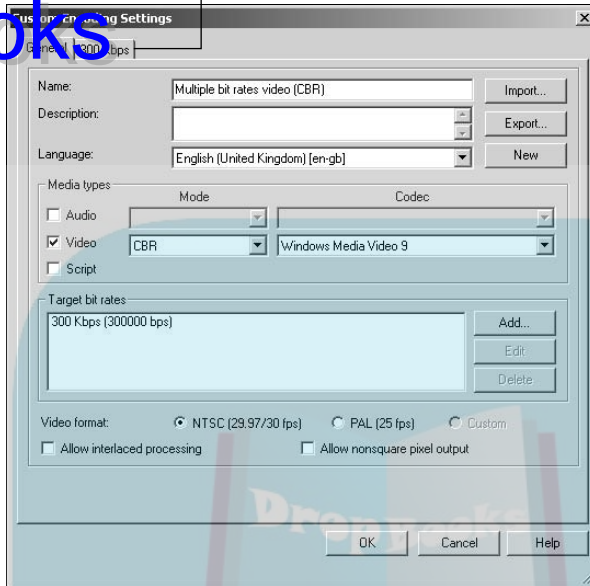 Custom Encoding Settings
General
300 Kbps
Name:
Multiple bit rates video (CBR)
Import...
Description:
Export...
Language:
English (United Kingdom) [en-gb]
New
Media types
Mode
Codec
Audio
Video
CBR
Windows Media Video 9
Script
Target bit rates
300 Kbps (300000 bps)
Add...
Edit
Delete
Video format:
NTSC (29.97/30 fps)
PAL (25 fps)
Custom
Allow interlaced processing
Allow nonsquare pixel output
DropBooks
OK
Cancel
Help